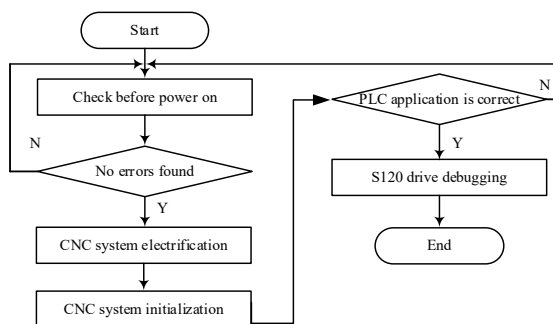 Start
Check before power on
N
No errors found
Y
CNC system electrification
CNC system initialization
PLC application is correct
N
Y
S120 drive debugging
End